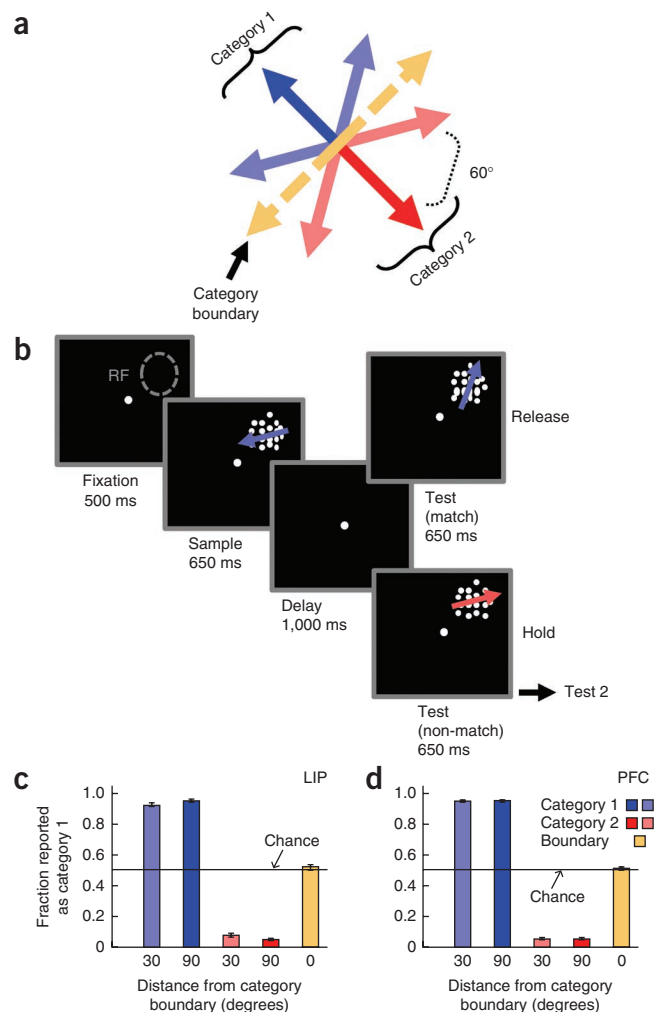 a
Category 1
60°
Category 2
Category
boundary
b
RF
Fixation
500 ms
Sample
650 ms
Delay
1,000 ms
Test
(match)
650 ms
Release
Hold
Test 2
Test
(non-match)
650 ms
c
LIP
Fraction reported
as category 1
1.0
0.8
0.6
0.4
0.2
0
Chance
30 90 30 90 0
Distance from category
boundary (degrees)
d
PFC
1.0
0.8
0.6
0.4
0.2
0
Category 1
Category 2
Boundary
Chance
30 90 30 90 0
Distance from category
boundary (degrees)